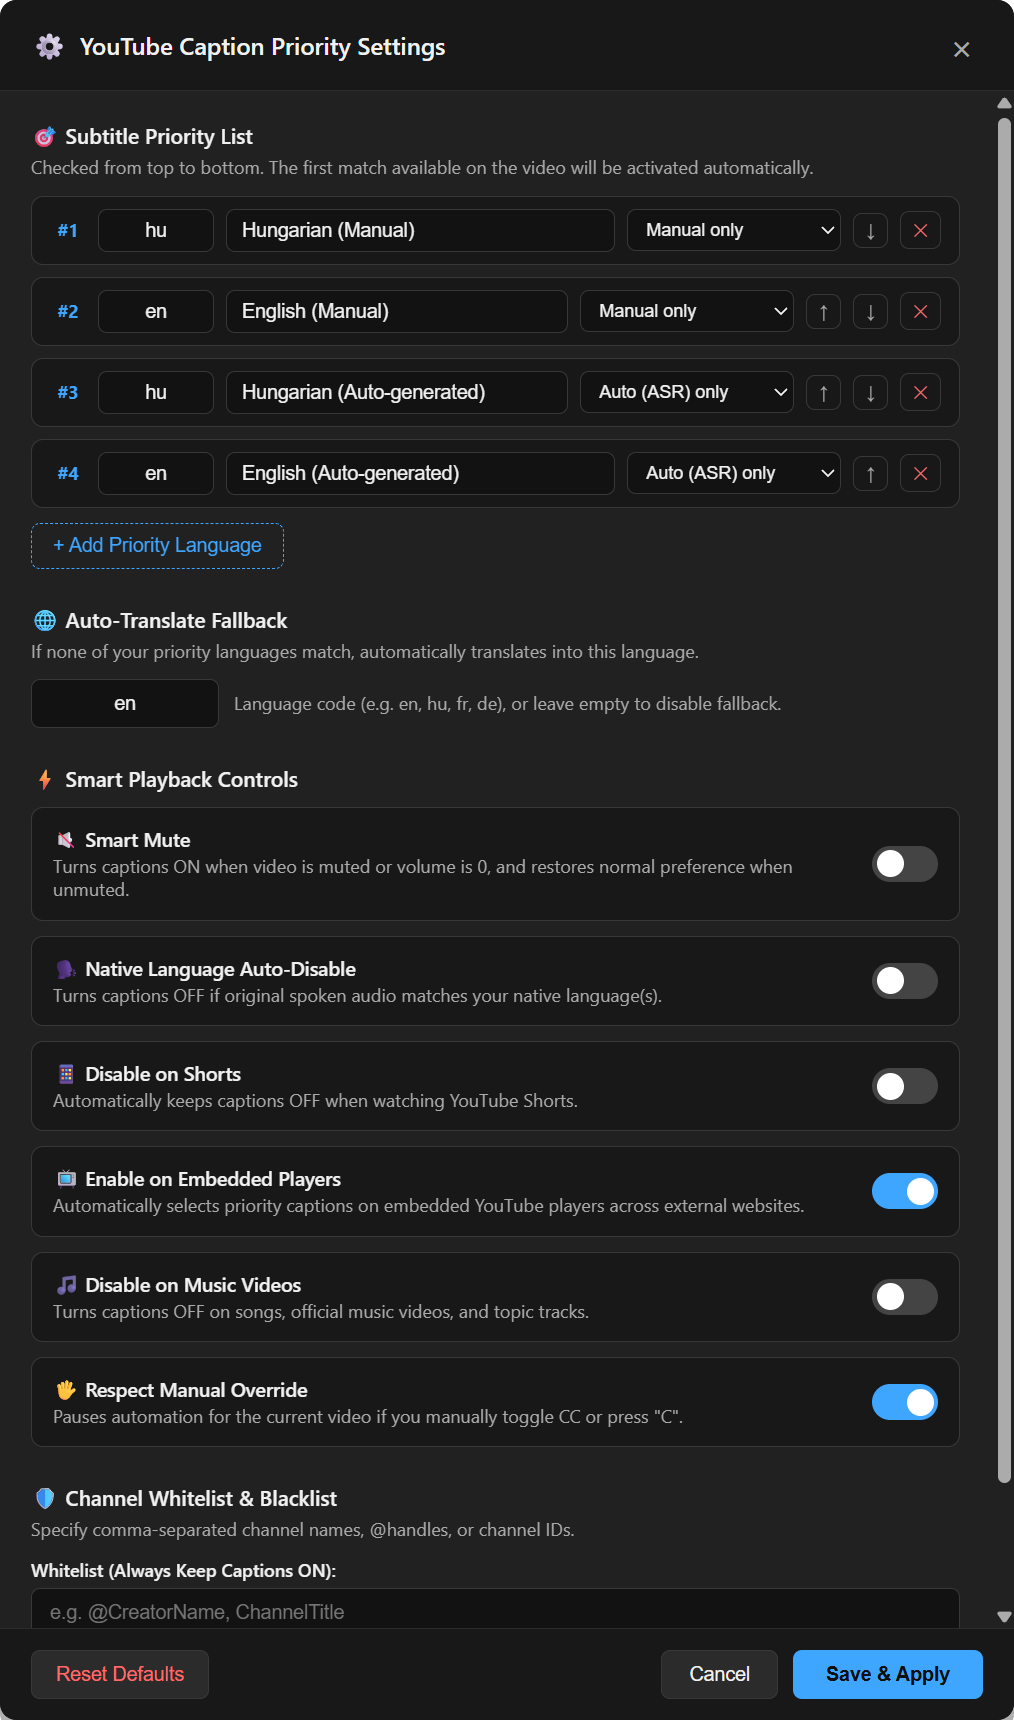 YouTube Caption Priority Settings
Subtitle Priority List
Checked from top to bottom. The first match available on the video will be activated automatically.
#1 hu Hungarian (Manual) Manual only ↓
#2 en English (Manual) Manual only ↑ ↓
#3 hu Hungarian (Auto-generated) Auto (ASR) only ↑ ↓
#4 en English (Auto-generated) Auto (ASR) only ↑
+ Add Priority Language
Auto-Translate Fallback
If none of your priority languages match, automatically translates into this language.
en Language code (e.g. en, hu, fr, de), or leave empty to disable fallback.
Smart Playback Controls
Smart Mute
Turns captions ON when video is muted or volume is 0, and restores normal preference when
unmuted.
Native Language Auto-Disable
Turns captions OFF if original spoken audio matches your native language(s).
Disable on Shorts
Automatically keeps captions OFF when watching YouTube Shorts.
Enable on Embedded Players
Automatically selects priority captions on embedded YouTube players across external websites.
Disable on Music Videos
Turns captions OFF on songs, official music videos, and topic tracks.
Respect Manual Override
Pauses automation for the current video if you manually toggle CC or press "C".
Channel Whitelist & Blacklist
Specify comma-separated channel names, @handles, or channel IDs.
Whitelist (Always Keep Captions ON):
e.g. @CreatorName, ChannelTitle
Reset Defaults Cancel Save & Apply